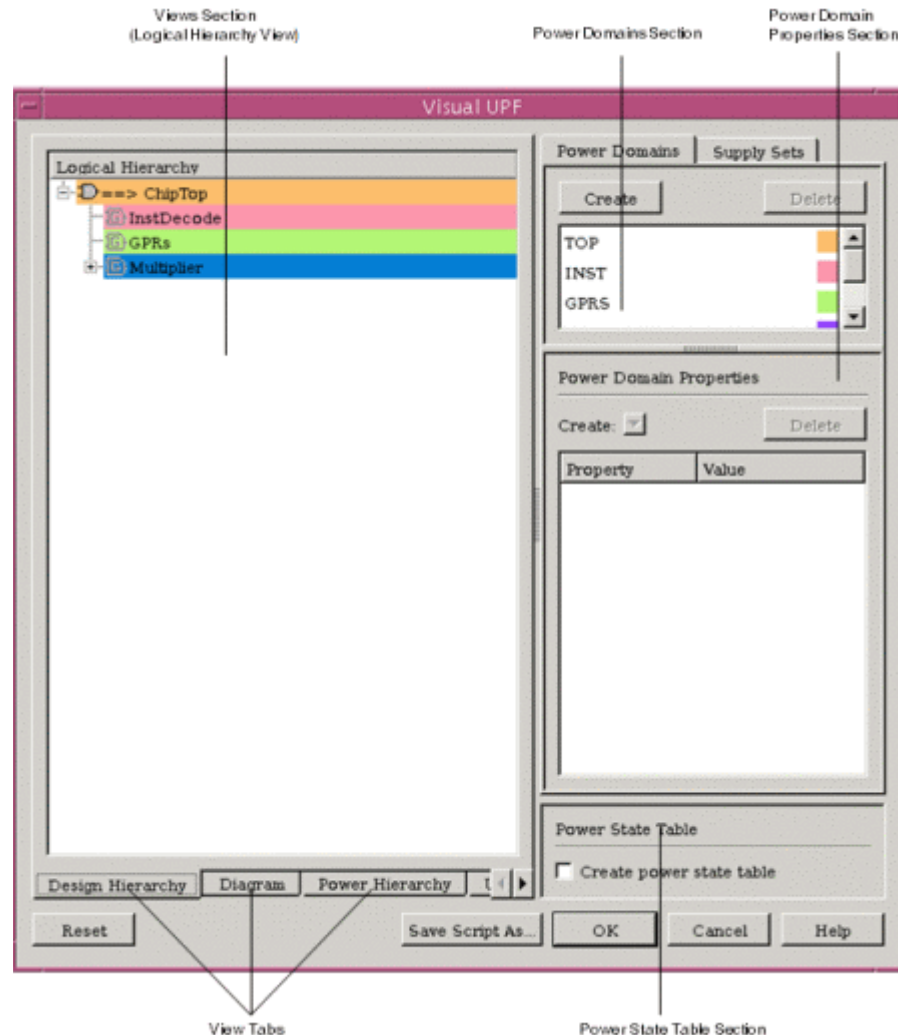 Views Section
(Logical Hierarchy View)
Power Domains Section
Power Domain
Properties Section
Visual UPF
Logical Hierarchy
==> ChipTop
InstDecode
GPRs
Multiplier
Power Domains
Supply Sets
Create
Delete
TOP
INST
GPRS
Power Domain Properties
Create:
Delete
Property
Value
Power State Table
Create power state table
Design Hierarchy
Diagram
Power Hierarchy
Reset
Save Script As...
OK
Cancel
Help
View Tabs
Power State Table Section